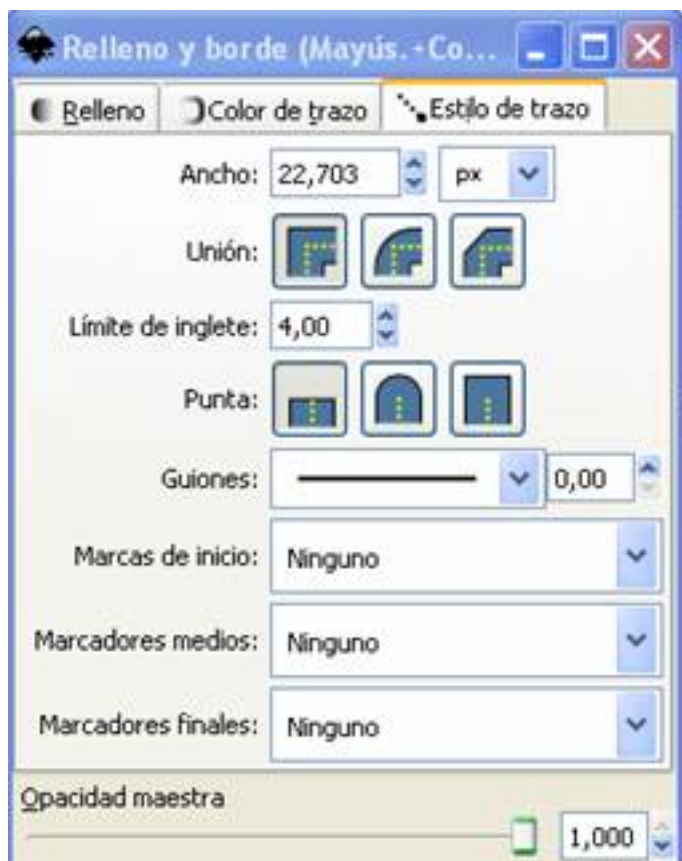 Relleno y borde (Mayús.+Co...
Relleno Color de trazo Estilo de trazo
Ancho: 22,703 px
Unión:
Límite de inglete: 4,00
Punta:
Guiones: 0,00
Marcas de inicio: Ninguno
Marcadores medios: Ninguno
Marcadores finales: Ninguno
Opacidad maestra
1,000